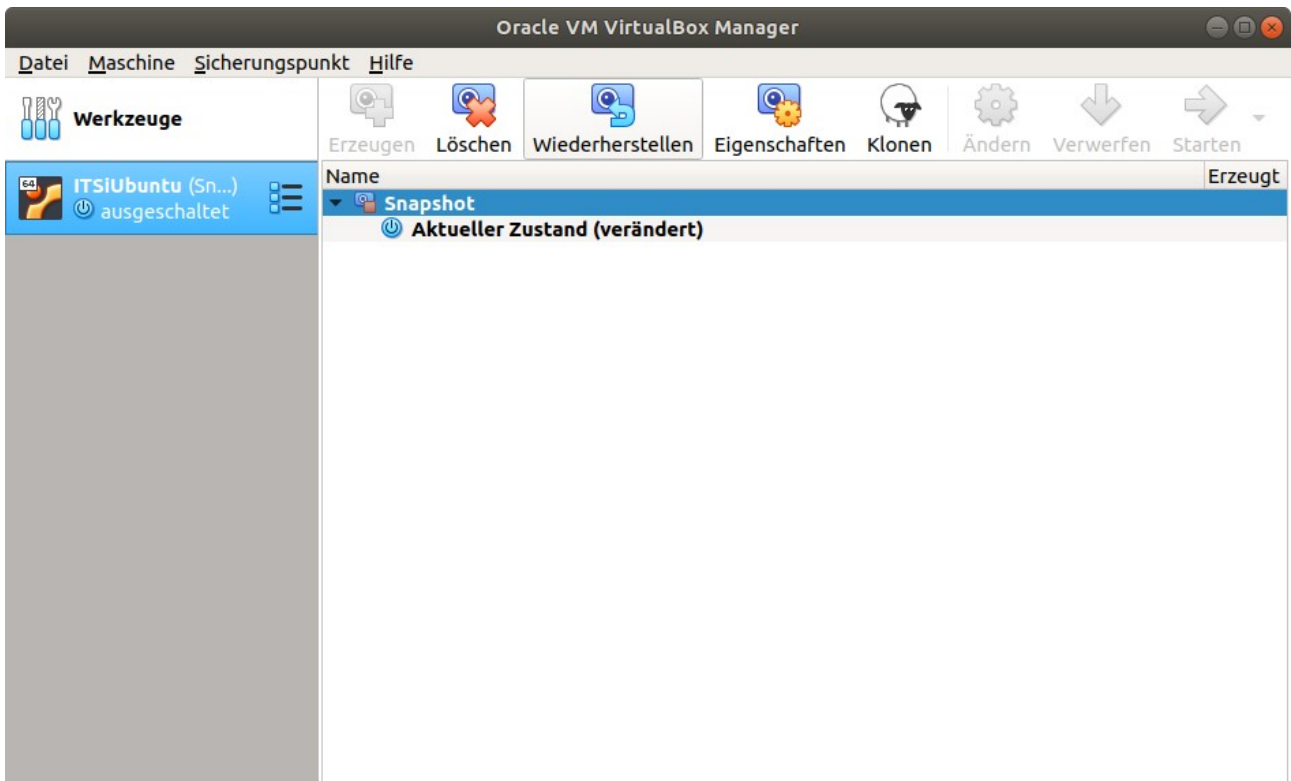 Oracle VM VirtualBox Manager
Datei Maschine Sicherungspunkt Hilfe
Werkzeuge
Erzeugen Löschen Wiederherstellen Eigenschaften Klonen Ändern Verwerfen Starten
64 ITSiUbuntu (Sn...)
ausgeschaltet
Name Erzeugt
Snapshot
Aktueller Zustand (verändert)